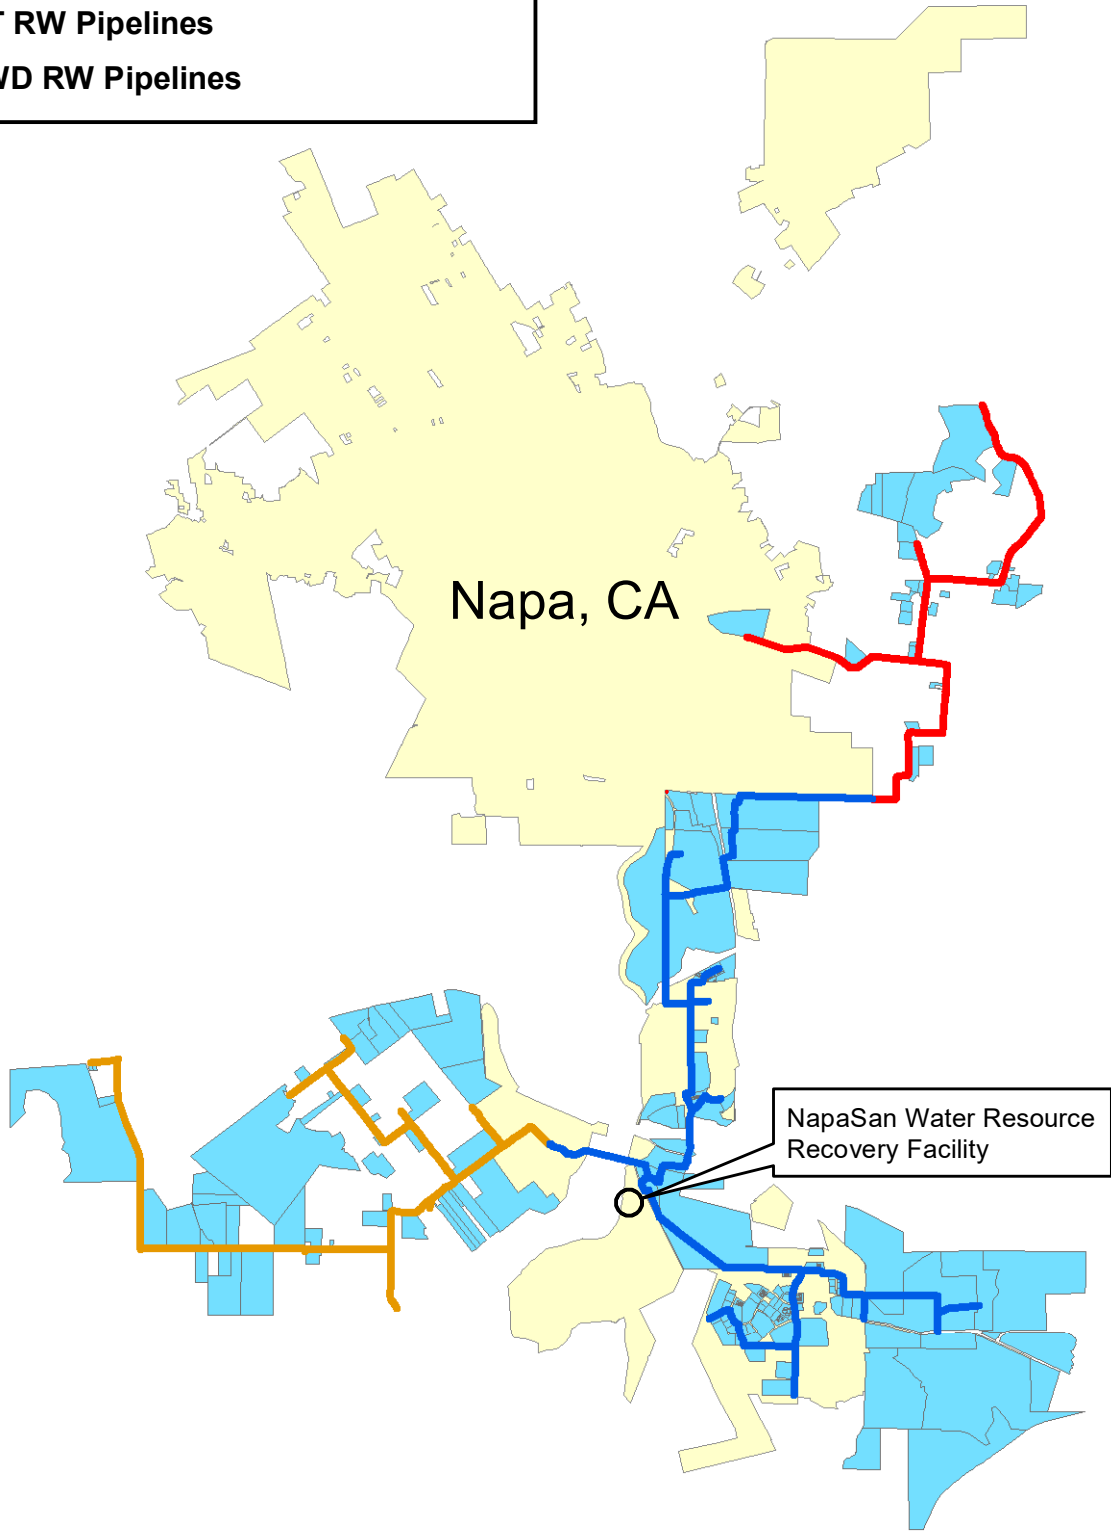 RW Pipelines
RW Pipelines
Napa, CA
NapaSan Water Resource
Recovery Facility